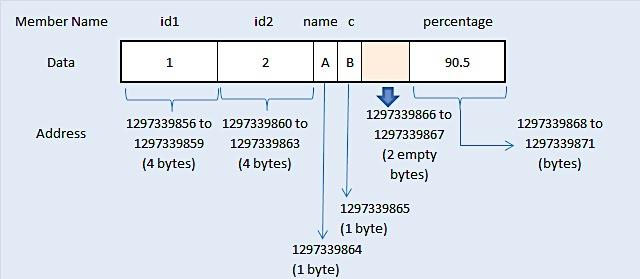 Member Name id1 id2 name c percentage
Data 1 2 A B 90.5
Address
1297339856 to
1297339859
(4 bytes)
1297339860 to
1297339863
(4 bytes)
1297339866 to
1297339867
(2 empty
bytes)
1297339868 to
1297339871
(bytes)
1297339865
(1 byte)
1297339864
(1 byte)